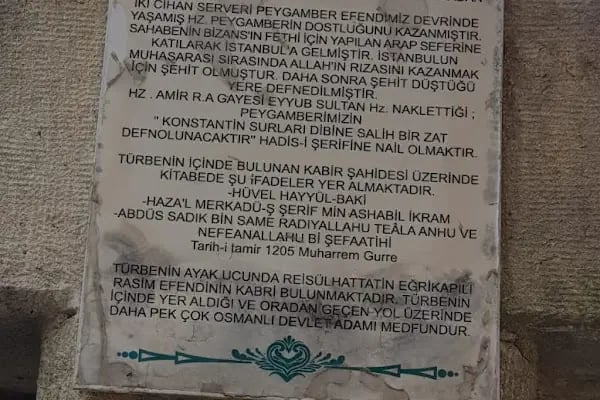 İKİ CİHAN SERVERİ PEYGAMBER EFENDİMİZ DEVRİNDE
YAŞAMIŞ HZ. PEYGAMBERİN DOSTLUĞUNU KAZANMIŞTIR.
SAHABENİN BİZANS'IN FETHİ İÇİN YAPILAN ARAP SEFERİNE
KATILARAK İSTANBUL'A GELMİŞTİR. İSTANBULUN
MUHASARASI SIRASINDA ALLAH'IN RIZASINI KAZANMAK
İÇİN ŞEHİT OLMUŞTUR. DAHA SONRA ŞEHİT DÜŞTÜĞÜ
YERE DEFNEDİLMİŞTİR.
HZ . AMİR R.A GAYESİ EYYUB SULTAN Hz. NAKLETTİĞİ ;
PEYGAMBERİMİZİN
" KONSTANTİN SURLARI DİBİNE SALİH BİR ZAT
DEFNOLUNACAKTIR" HADİS-İ ŞERİFİNE NAİL OLMAKTIR.
TÜRBENİN İÇİNDE BULUNAN KABİR ŞAHİDESİ ÜZERİNDE
KİTABEDE ŞU İFADELER YER ALMAKTADIR.
-HÜVEL HAYYÜL-BAKİ
-HAZA'L MERKADÜ-Ş ŞERİF MİN ASHABİL İKRAM
-ABDÜS SADIK BİN SAME RADIYALLAHU TEÂLA ANHU VE
NEFEANALLAHU Bİ ŞEFAATİHİ
Tarih-i tamir 1205 Muharrem Gurre
TÜRBENİN AYAK UCUNDA REİSÜLHATTATİN EĞRİKAPILI
RASİM EFENDİNİN KABRİ BULUNMAKTADIR. TÜRBENİN
İÇİNDE YER ALDIĞI VE ORADAN GEÇEN YOL ÜZERİNDE
DAHA PEK ÇOK OSMANLI DEVLET ADAMI MEDFUNDUR.